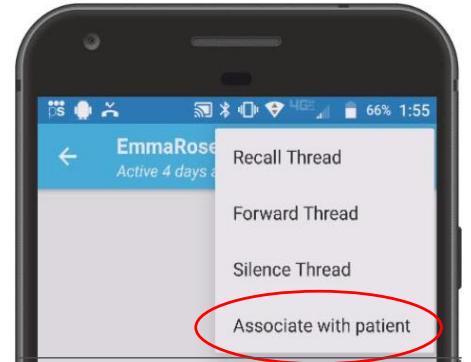 66% 1:55
EmmaRose
Active 4 days a
Recall Thread
Forward Thread
Silence Thread
Associate with patient